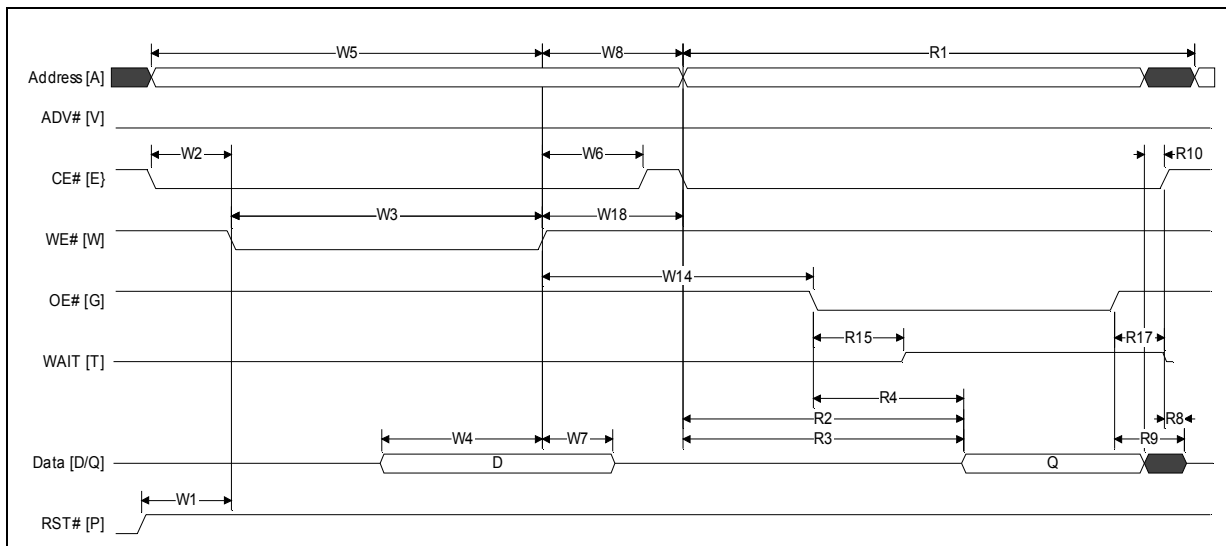 W5 W8 R1
Address [A]
ADV# [V]
W2 W6 R10
CE# [E}
W3 W18
WE# [W]
W14
OE# [G]
R15 R17
WAIT [T]
R4
R2 R8
W4 W7 R3 R9
Data [D/Q] D Q
W1
RST# [P]